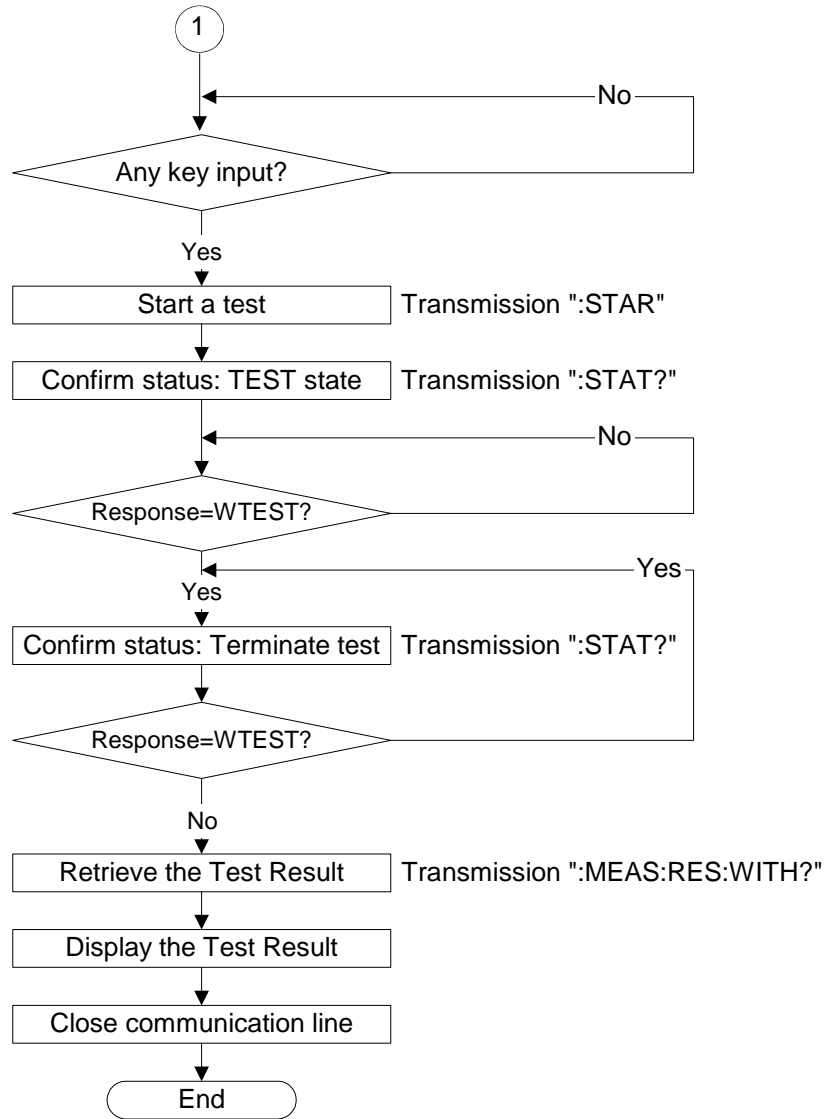 1
No
Any key input?
Yes
Start a test Transmission ":STAR"
Confirm status: TEST state Transmission ":STAT?"
No
Response=WTEST?
Yes
Yes
Confirm status: Terminate test Transmission ":STAT?"
Response=WTEST?
No
Retrieve the Test Result Transmission ":MEAS:RES:WITH?"
Display the Test Result
Close communication line
End